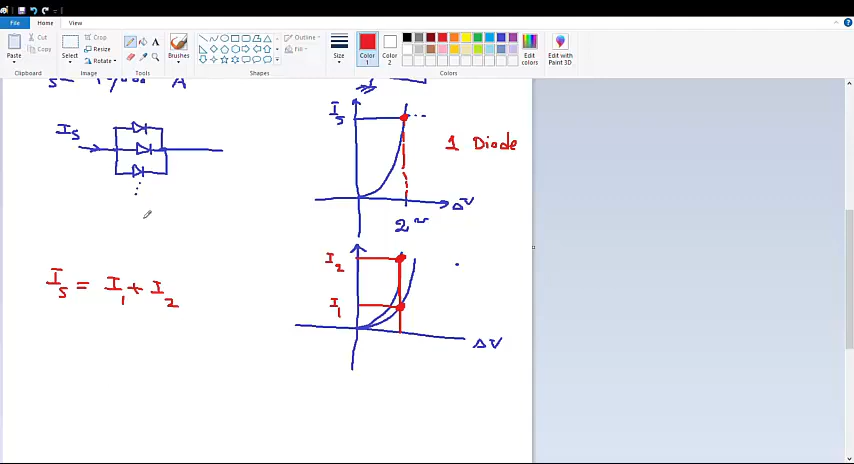 File Home View
Paste
Cut
Copy
Clipboard
Select
Crop
Resize
Rotate
Image
Tools
Brushes
Shapes
Outline
Fill
Size
Color 1
Color 2
Colors
Edit colors
Edit with Paint 3D
A
Is
Is
1 Diode
ΔV
2
I2
I1
ΔV
Is = I1 + I2